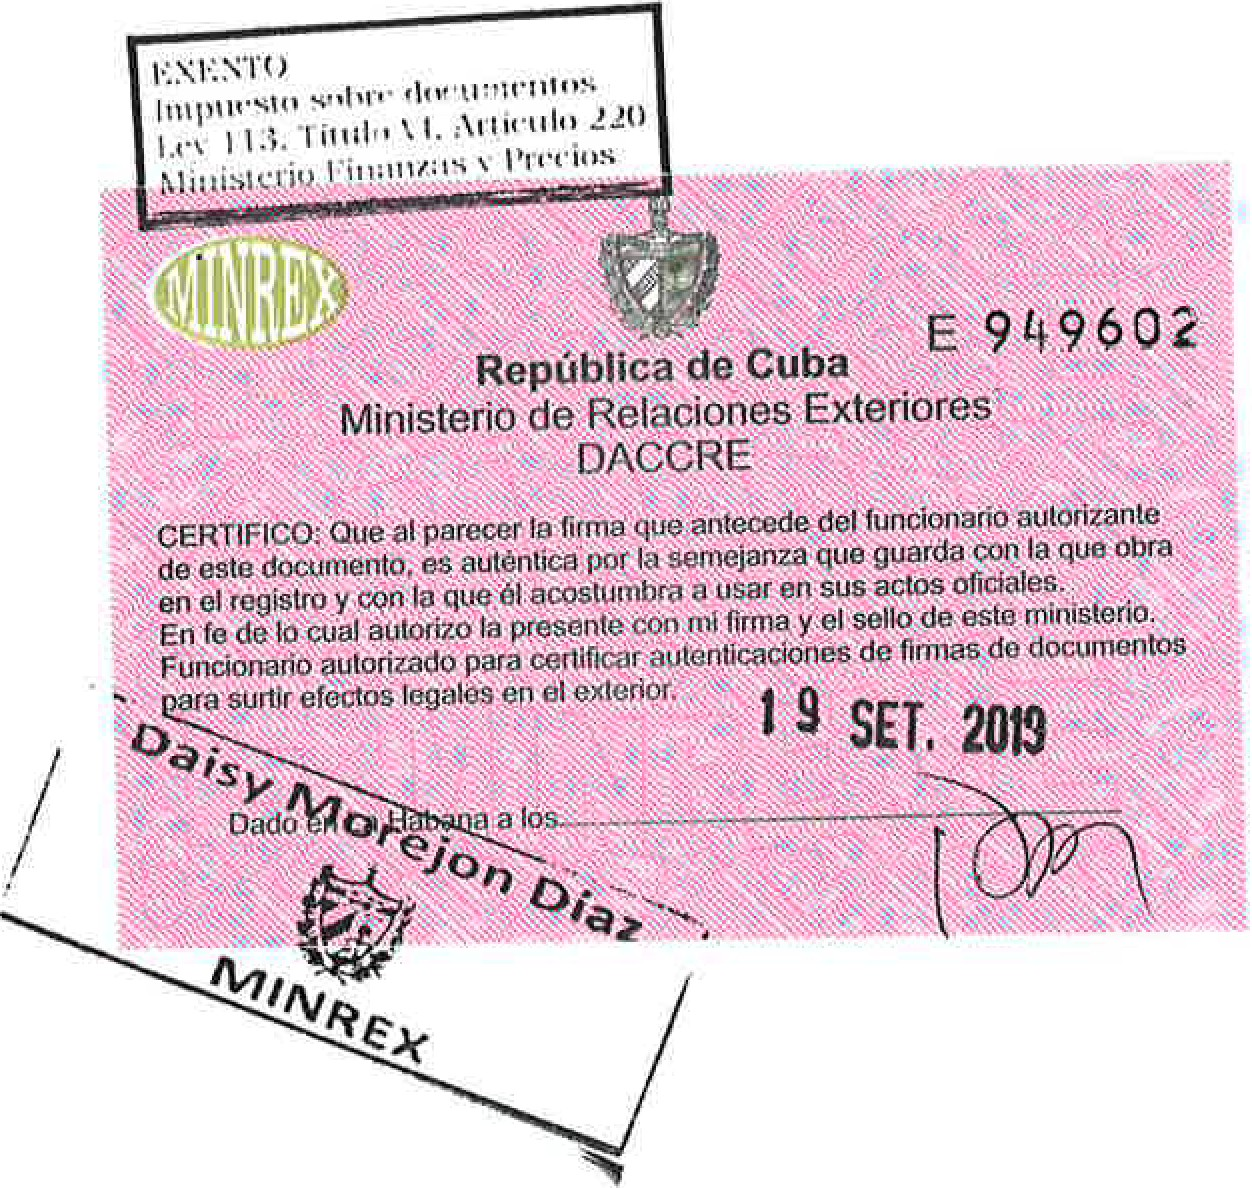 EXENTO
Impuesto sobre documentos
Ley 113, Título VI, Artículo 220
Ministerio Finanzas y Precios
MINREX
E 949602
República de Cuba
Ministerio de Relaciones Exteriores
DACCRE
CERTIFICO: Que al parecer la firma que antecede del funcionario autorizante
de este documento, es auténtica por la semejanza que guarda con la que obra
en el registro y con la que él acostumbra a usar en sus actos oficiales.
En fe de lo cual autorizo la presente con mi firma y el sello de este ministerio.
Funcionario autorizado para certificar autenticaciones de firmas de documentos
para surtir efectos legales en el exterior.
19 SET. 2019
Dado en La Habana a los
Daisy Morejon Díaz
MINREX